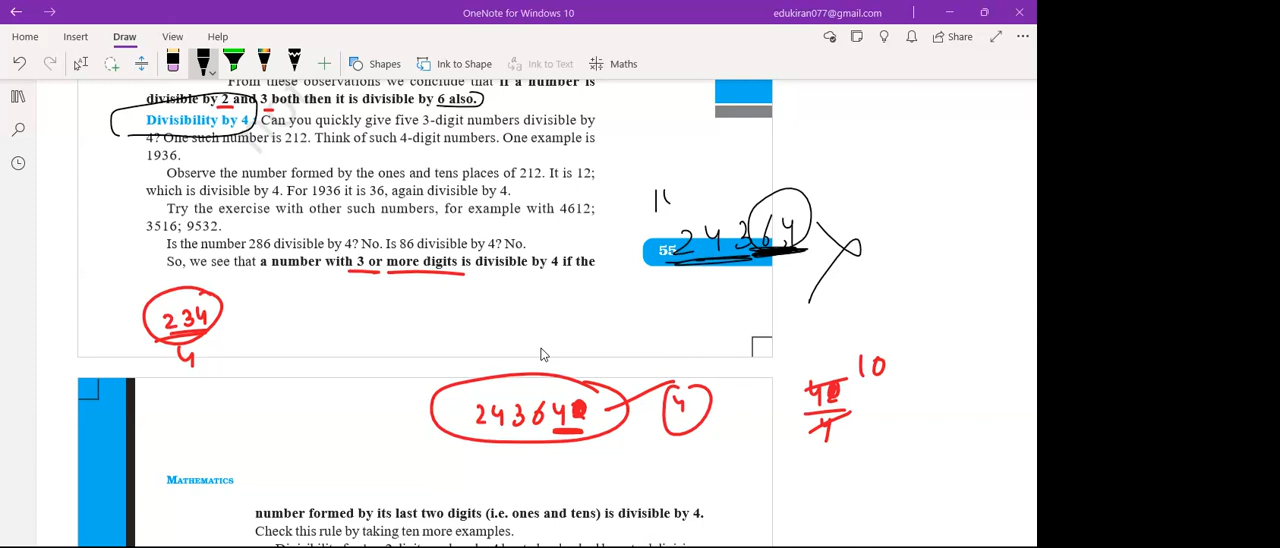 OneNote for Windows 10
edukiran077@gmail.com
Home Insert Draw View Help
Share
Shapes Ink to Shape Ink to Text Maths
From these observations we conclude that if a number is
divisible by 2 and 3 both then it is divisible by 6 also.
Divisibility by 4 : Can you quickly give five 3-digit numbers divisible by
4? One such number is 212. Think of such 4-digit numbers. One example is
1936.
Observe the number formed by the ones and tens places of 212. It is 12;
which is divisible by 4. For 1936 it is 36, again divisible by 4.
Try the exercise with other such numbers, for example with 4612;
3516; 9532.
Is the number 286 divisible by 4? No. Is 86 divisible by 4? No.
So, we see that a number with 3 or more digits is divisible by 4 if the
55
24364
234
4
10
4
4
MATHEMATICS
number formed by its last two digits (i.e. ones and tens) is divisible by 4.
Check this rule by taking ten more examples.